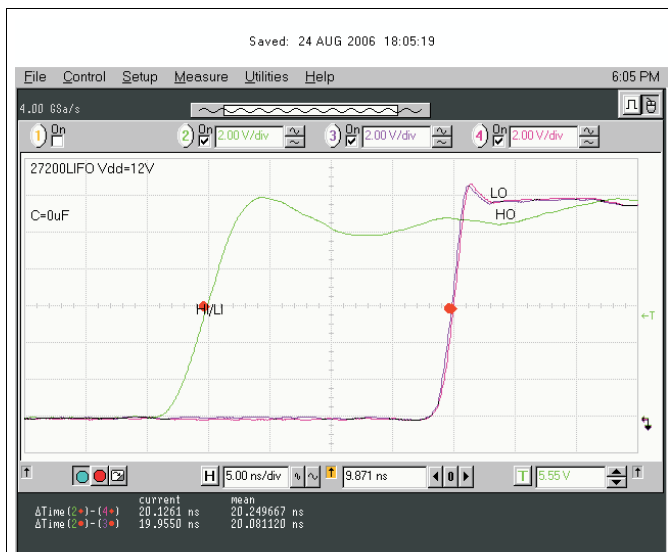 Saved: 24 AUG 2006 18:05:19
File Control Setup Measure Utilities Help 6:05 PM
4.00 GSa/s
1 On 2 On 2.00 V/div 3 On 2.00 V/div 4 On 2.00 V/div
27200LIFO Vdd=12V
LO
C=0uF
HO
HI/LI
T
H 5.00 ns/div 9.871 ns 0 T 5.55 V
current mean
ΔTime(2●)-(4●) 20.1261 ns 20.249667 ns
ΔTime(2●)-(3●) 19.9550 ns 20.081120 ns